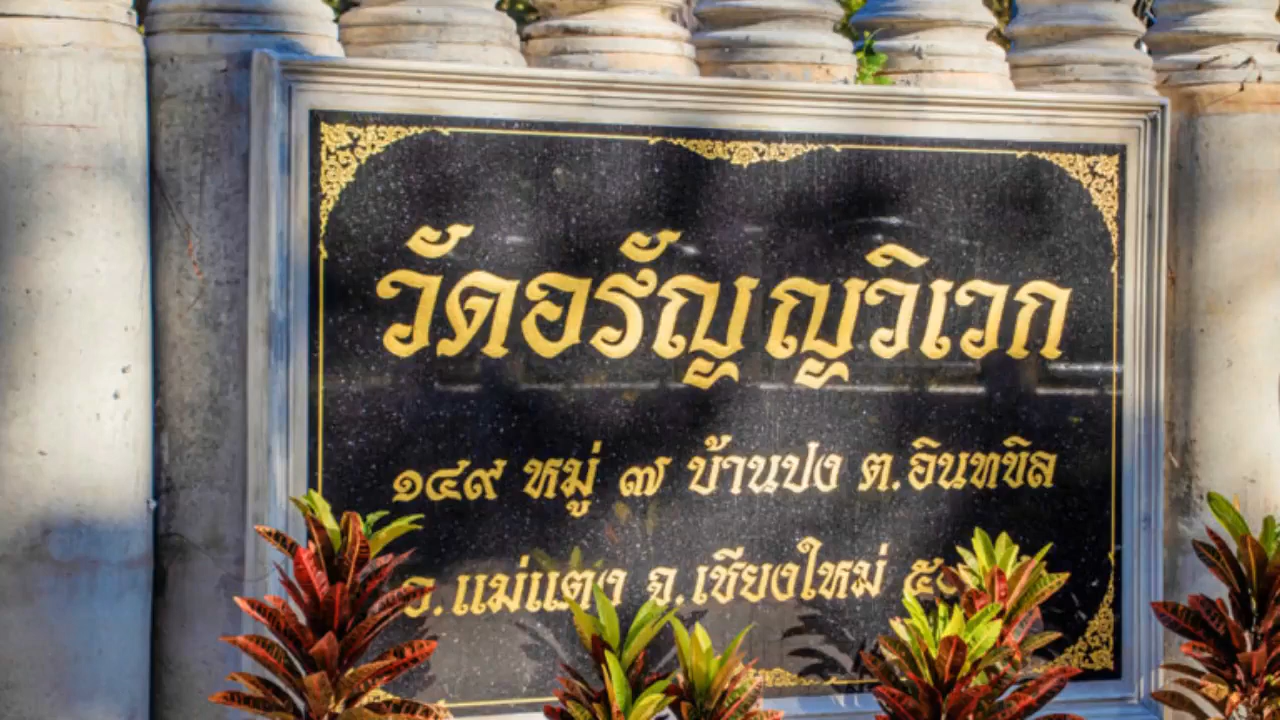 วัดอรัญญวิเวก
๑๔๙ หมู่ ๗ บ้านปง ต.อินทขิล
อ.แม่แตง จ.เชียงใหม่